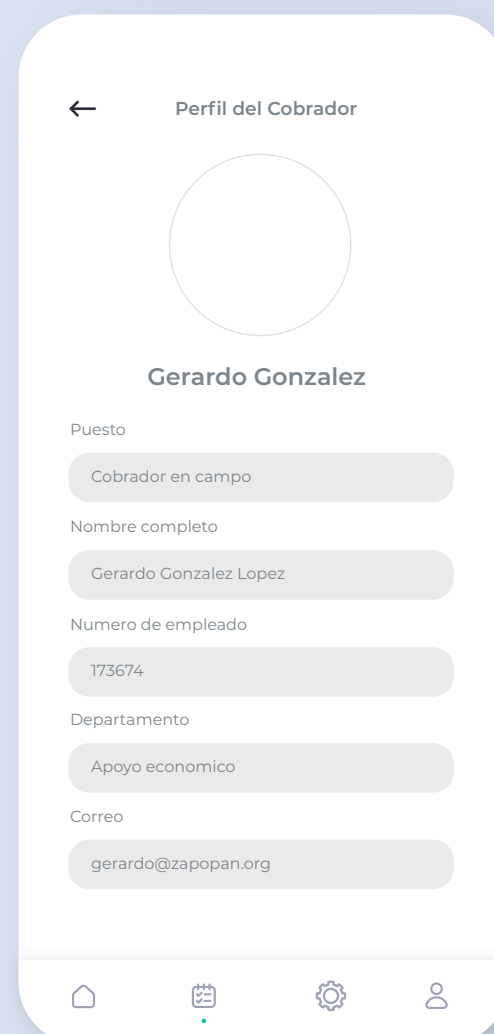 Perfil del Cobrador
Gerardo Gonzalez
Puesto
Cobrador en campo
Nombre completo
Gerardo Gonzalez Lopez
Numero de empleado
173674
Departamento
Apoyo economico
Correo
gerardo@zapopan.org